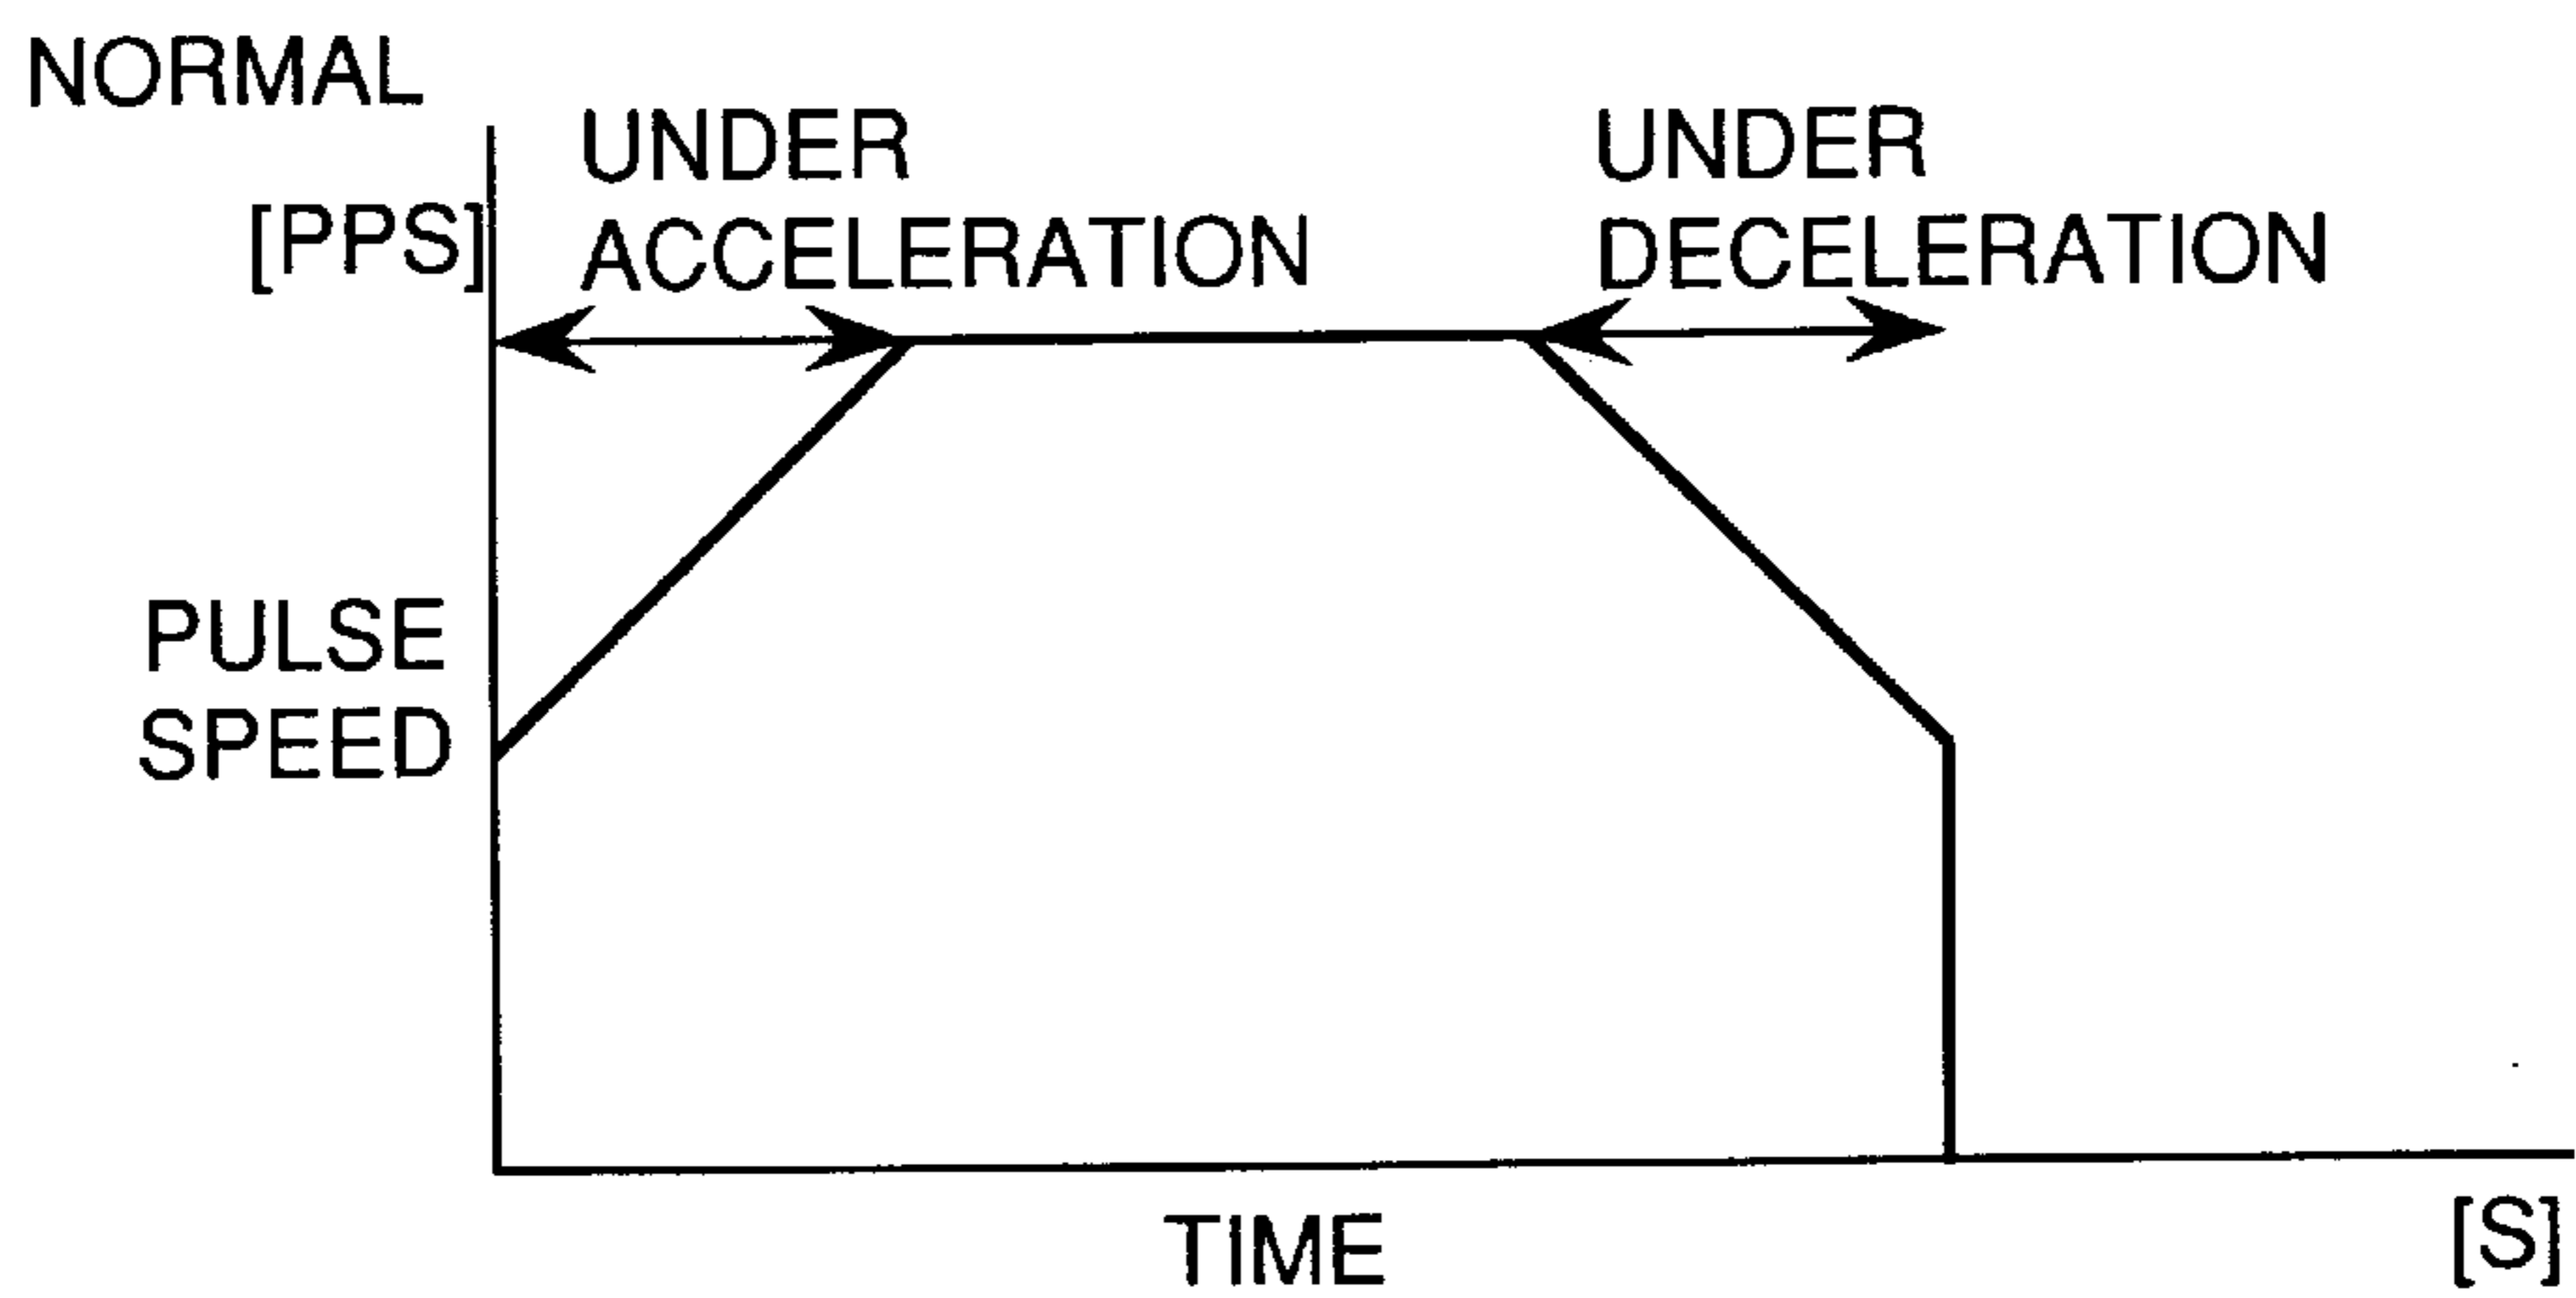 NORMAL
UNDER
ACCELERATION
UNDER
DECELERATION
[PPS]
PULSE
SPEED
TIME
[S]